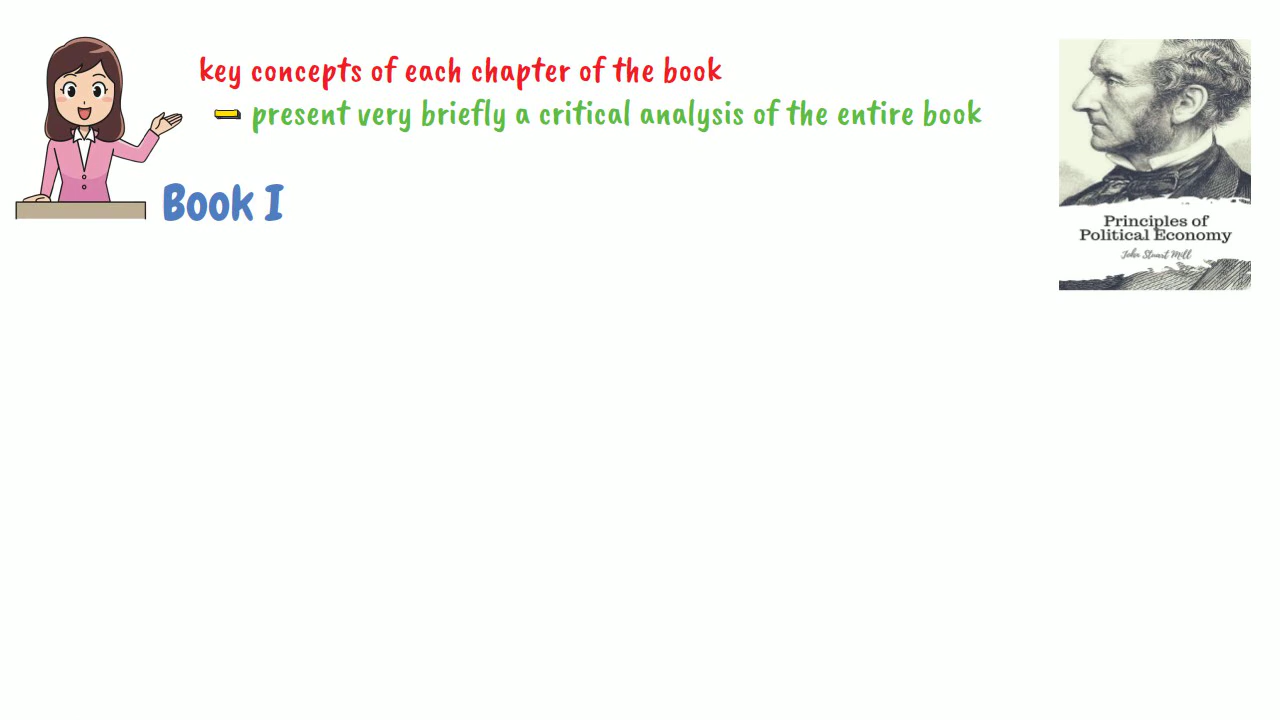 key concepts of each chapter of the book
present very briefly a critical analysis of the entire book
Book I
Principles of
Political Economy
John Stuart Mill